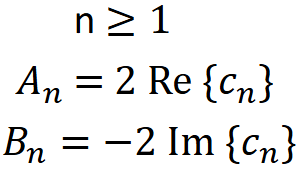 n ≥ 1
Aₙ = 2 Re {cₙ}
Bₙ = −2 Im {cₙ}